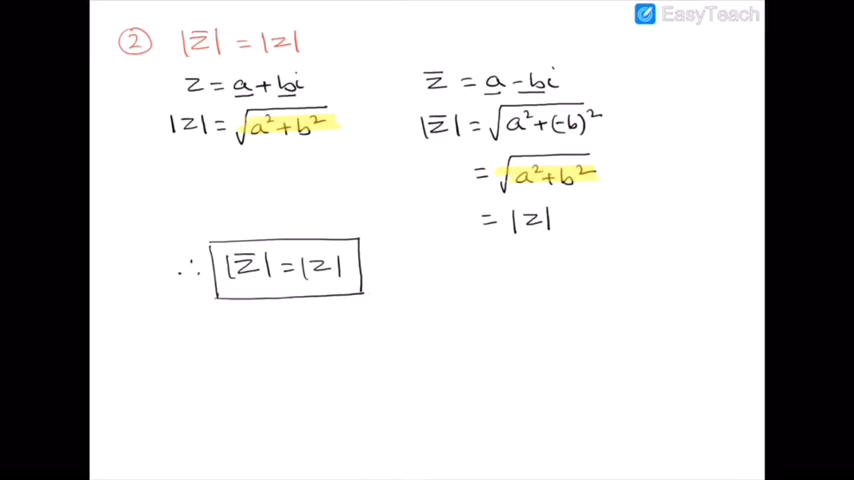 EasyTeach
② |z̅| = |z|
z = a + bi
|z| = √(a² + b²)
z̅ = a - bi
|z̅| = √(a² + (-b)²)
= √(a² + b²)
= |z|
∴ |z̅| = |z|